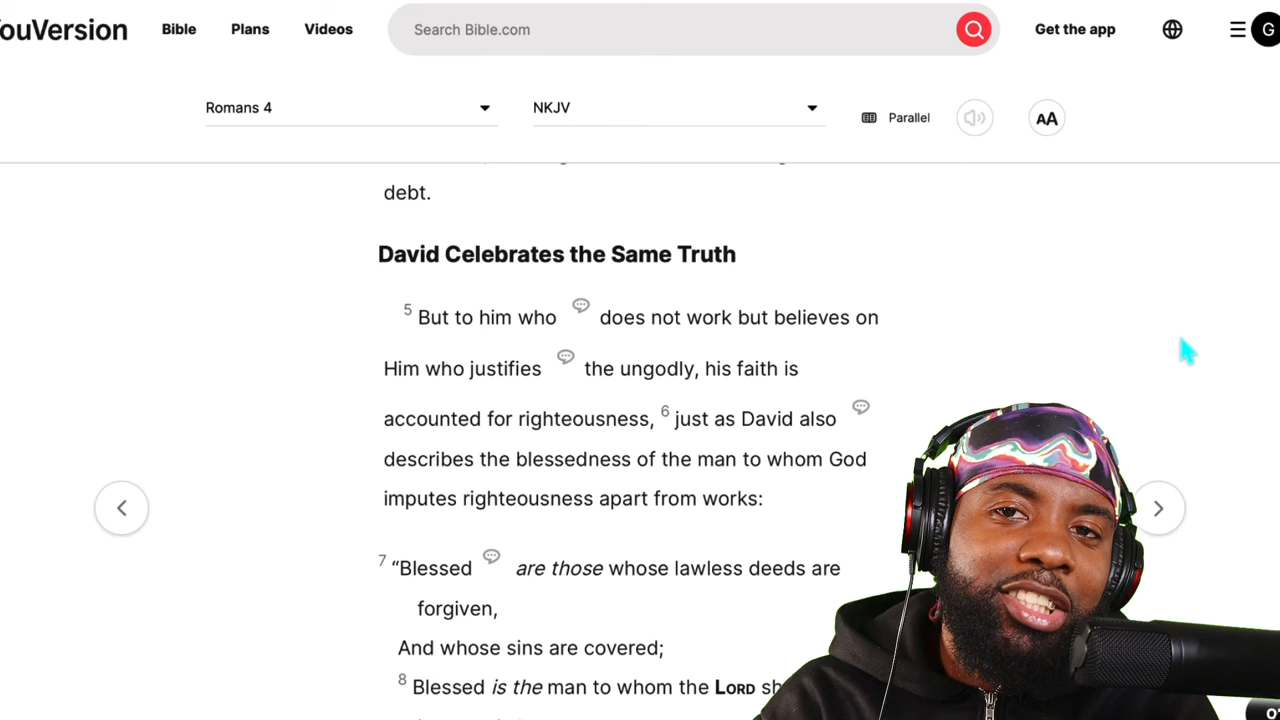 ouVersion Bible Plans Videos Search Bible.com Get the app G
Romans 4 NKJV Parallel AA
debt.
David Celebrates the Same Truth
5 But to him who does not work but believes on
Him who justifies the ungodly, his faith is
accounted for righteousness, 6 just as David also
describes the blessedness of the man to whom God
imputes righteousness apart from works:
7 “Blessed are those whose lawless deeds are
forgiven,
And whose sins are covered;
8 Blessed is the man to whom the LORD sh